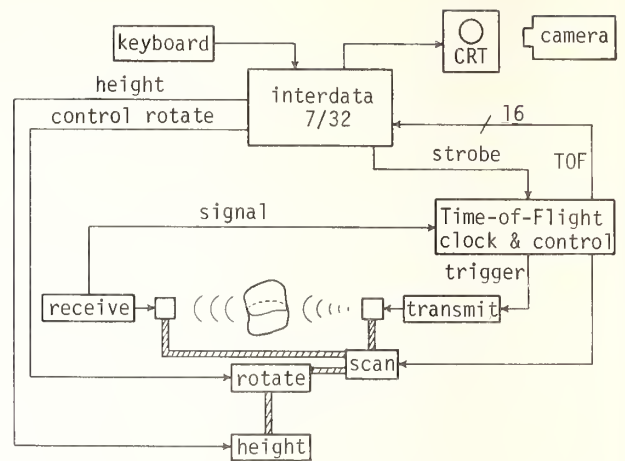 keyboard
CRT
camera
height
control rotate
interdata
7/32
16
strobe
TOF
signal
Time-of-Flight
clock & control
trigger
receive
transmit
scan
rotate
height